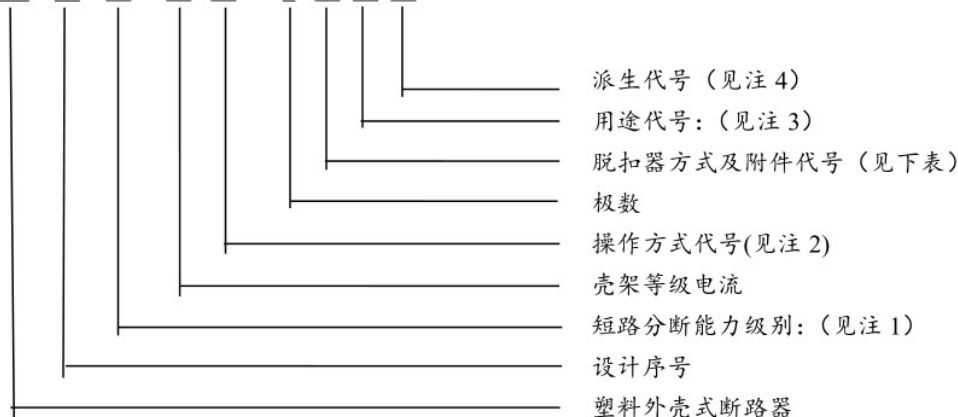 派生代号（见注 4）
用途代号：（见注 3）
脱扣器方式及附件代号（见下表）
极数
操作方式代号(见注 2)
壳架等级电流
短路分断能力级别：（见注 1）
设计序号
塑料外壳式断路器